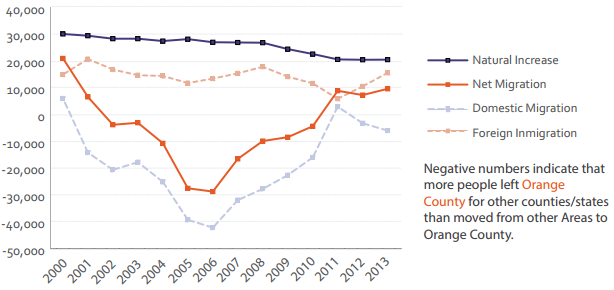 40,000
30,000
20,000
10,000
0
-10,000
-20,000
-30,000
-40,000
-50,000
2000
2001
2002
2003
2004
2005
2006
2007
2008
2009
2010
2011
2012
2013
Natural Increase
Net Migration
Domestic Migration
Foreign Inmigration
Negative numbers indicate that
more people left Orange
County for other counties/states
than moved from other Areas to
Orange County.